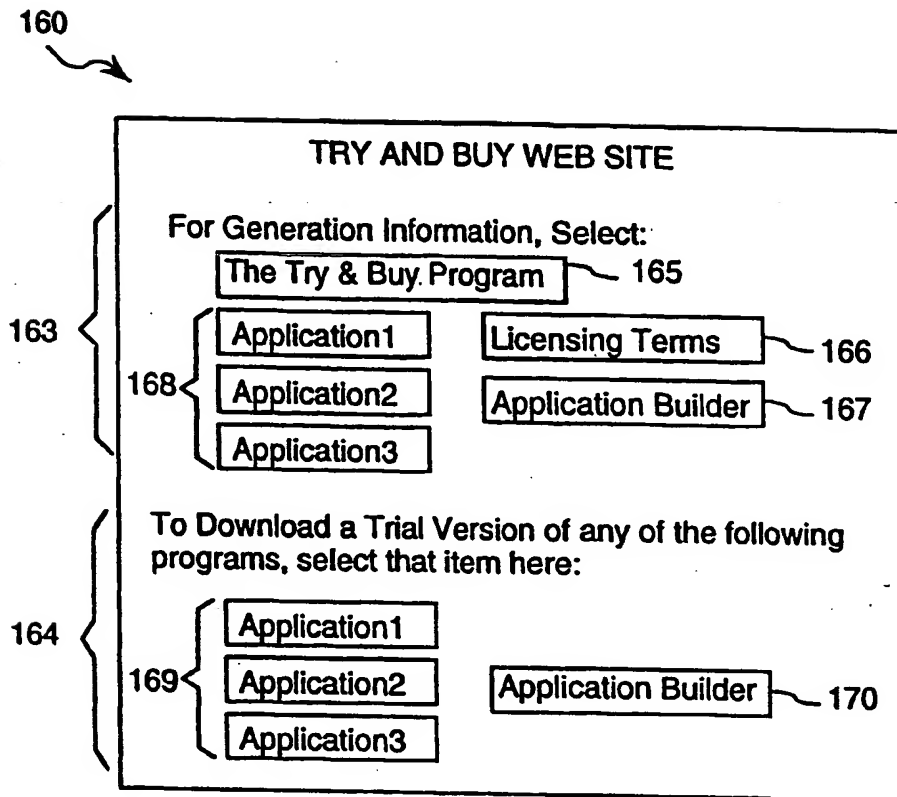 160
TRY AND BUY WEB SITE
For Generation Information, Select:
The Try & Buy. Program
165
163
168
Application1
Licensing Terms
166
Application2
Application Builder
167
Application3
To Download a Trial Version of any of the following
programs, select that item here:
164
169
Application1
Application2
Application Builder
170
Application3